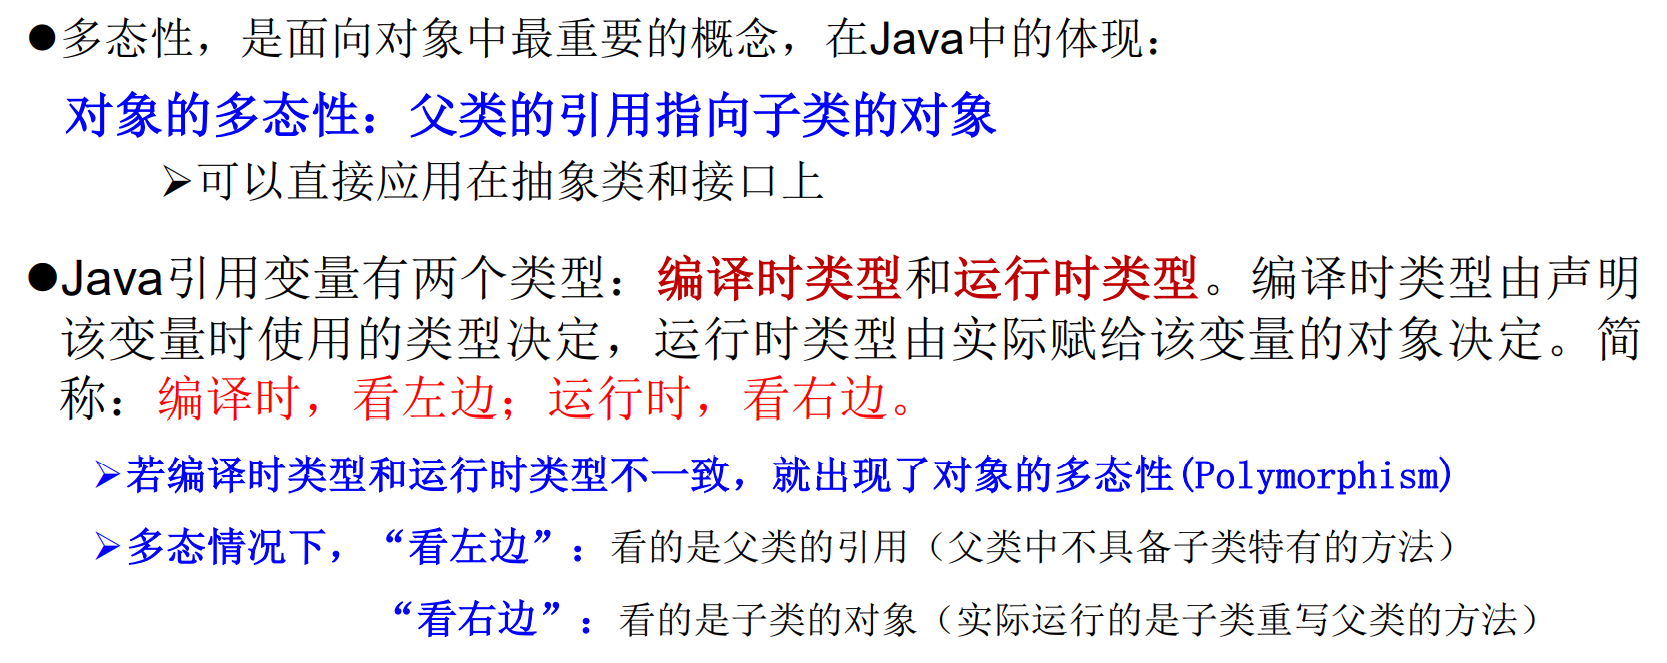 ●多态性，是面向对象中最重要的概念，在Java中的体现：
对象的多态性：父类的引用指向子类的对象
➢可以直接应用在抽象类和接口上
●Java引用变量有两个类型：编译时类型和运行时类型。编译时类型由声明
该变量时使用的类型决定，运行时类型由实际赋给该变量的对象决定。简
称：编译时，看左边；运行时，看右边。
➢若编译时类型和运行时类型不一致，就出现了对象的多态性(Polymorphism)
➢多态情况下，“看左边”：看的是父类的引用（父类中不具备子类特有的方法）
“看右边”：看的是子类的对象（实际运行的是子类重写父类的方法）